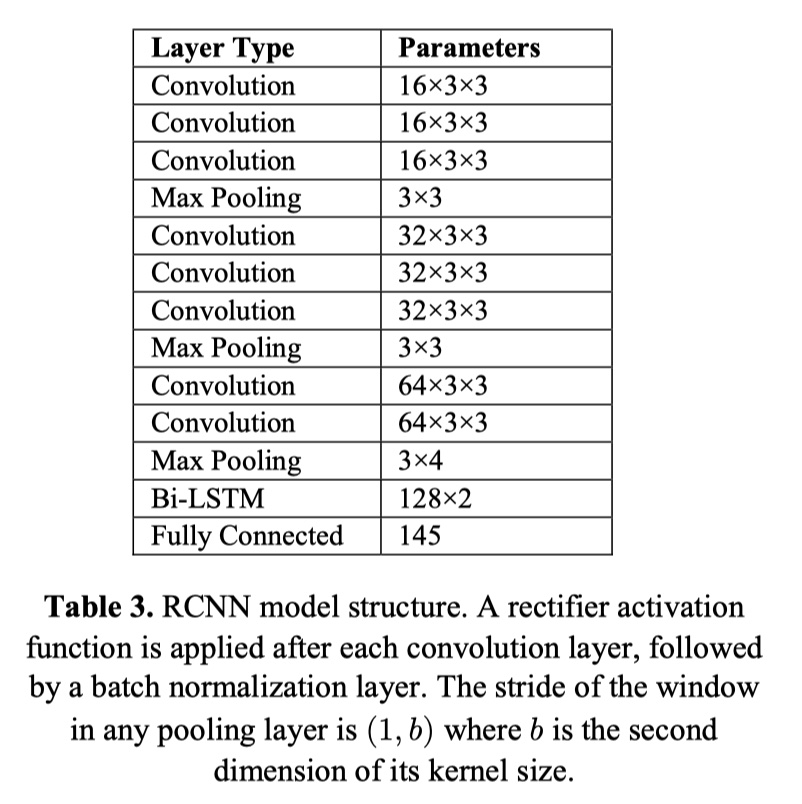 Layer Type Parameters
Convolution 16×3×3
Convolution 16×3×3
Convolution 16×3×3
Max Pooling 3×3
Convolution 32×3×3
Convolution 32×3×3
Convolution 32×3×3
Max Pooling 3×3
Convolution 64×3×3
Convolution 64×3×3
Max Pooling 3×4
Bi-LSTM 128×2
Fully Connected 145
Table 3. RCNN model structure. A rectifier activation
function is applied after each convolution layer, followed
by a batch normalization layer. The stride of the window
in any pooling layer is (1, b) where b is the second
dimension of its kernel size.